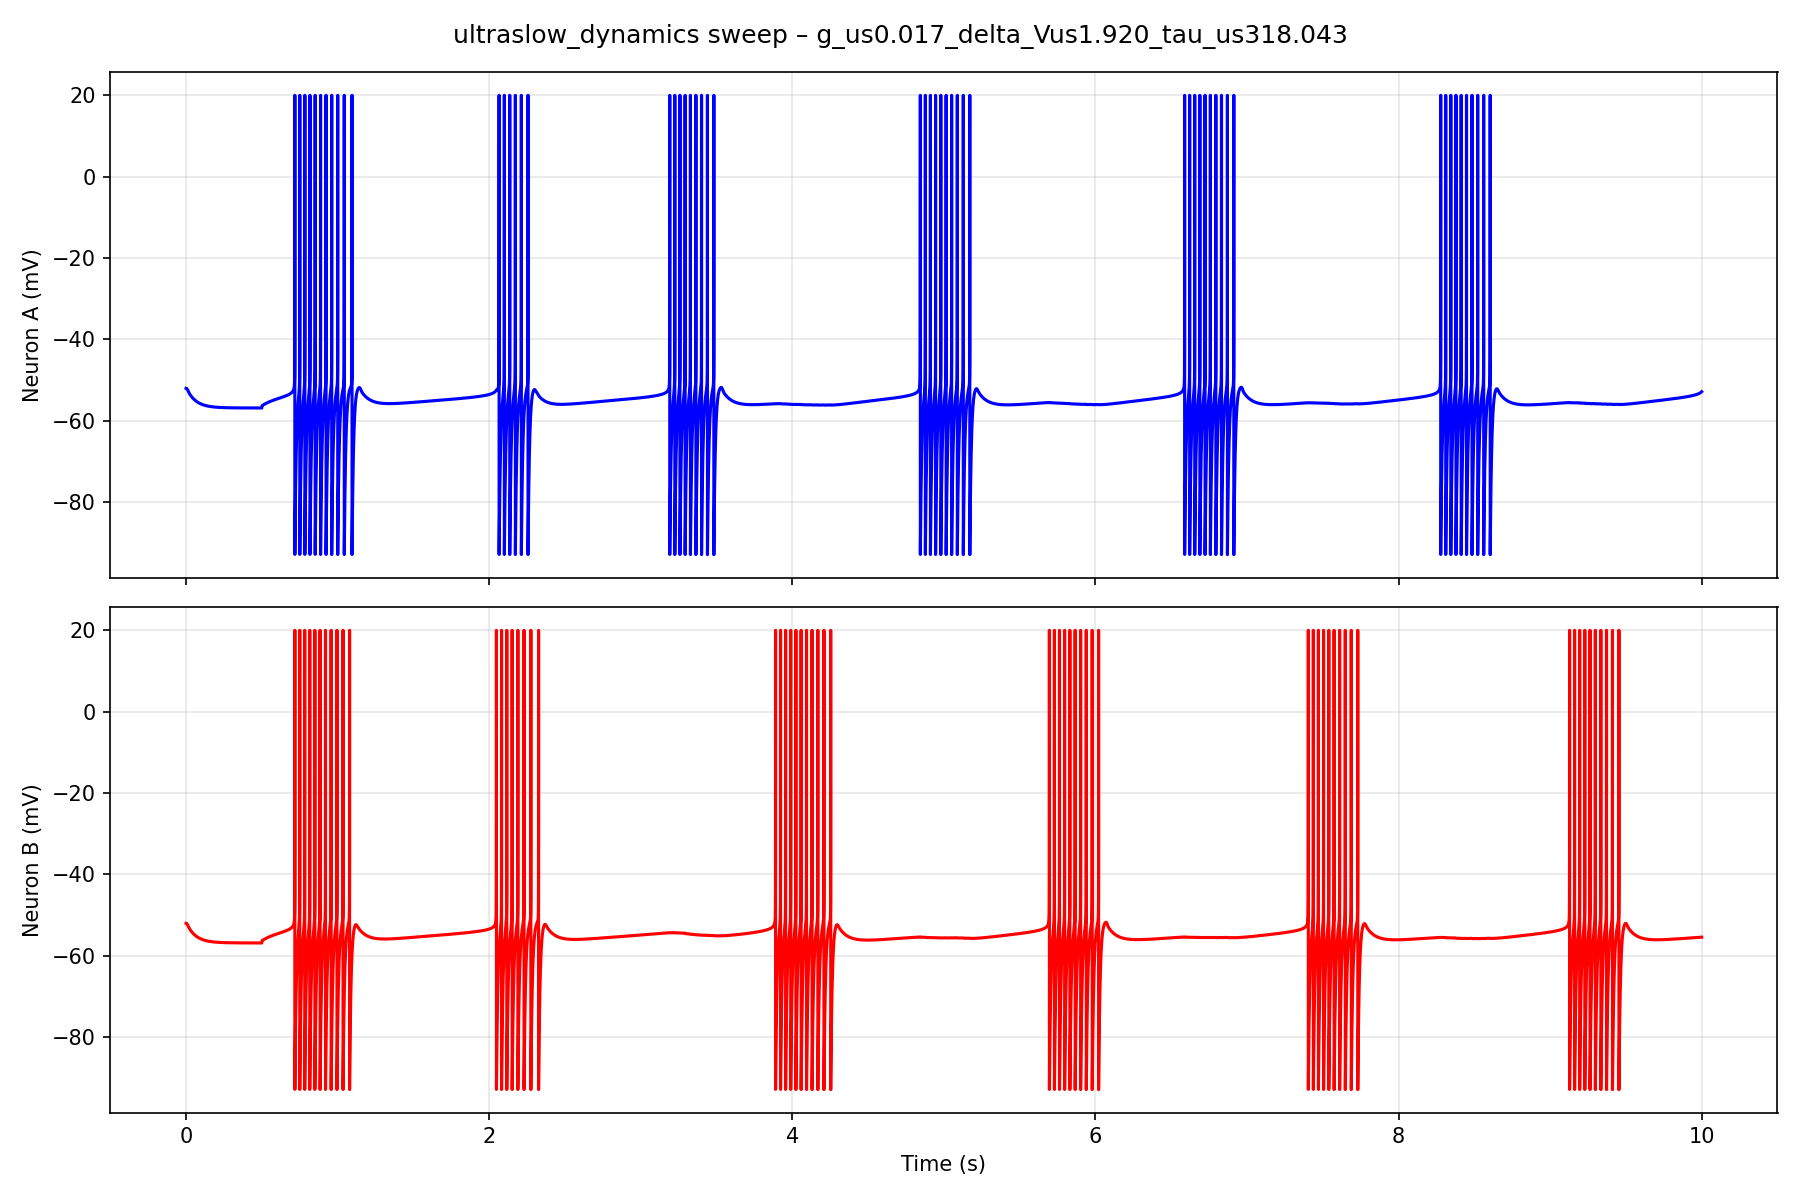 ultraslow_dynamics sweep – g_us0.017_delta_Vus1.920_tau_us318.043
20
0
−20
−40
−60
−80
Neuron A (mV)
20
0
−20
−40
−60
−80
Neuron B (mV)
0 2 4 6 8 10
Time (s)